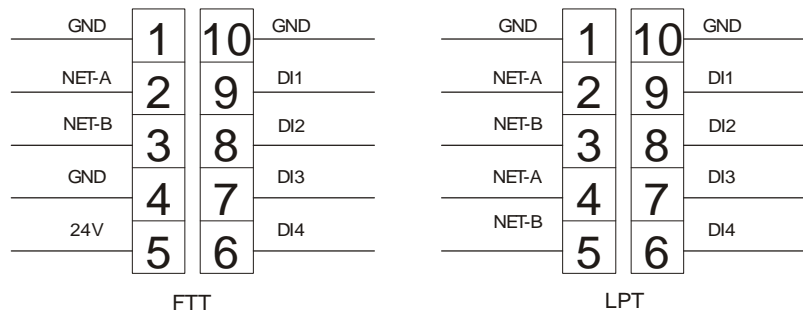 GND 1 10 GND
NET-A 2 9 DI1
NET-B 3 8 DI2
GND 4 7 DI3
24V 5 6 DI4
FTT
GND 1 10 GND
NET-A 2 9 DI1
NET-B 3 8 DI2
NET-A 4 7 DI3
NET-B 5 6 DI4
LPT